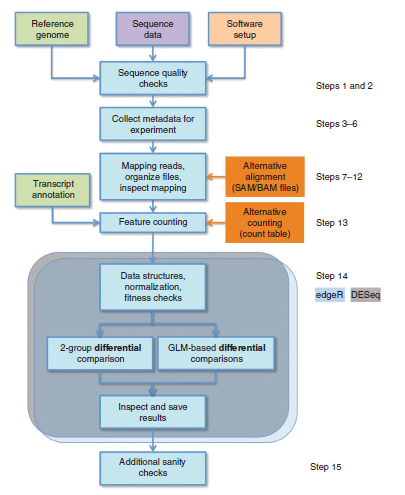 Reference
genome
Sequence
data
Software
setup
Sequence quality
checks
Steps 1 and 2
Collect metadata for
experiment
Steps 3–6
Mapping reads,
organize files,
inspect mapping
Alternative
alignment
(SAM/BAM files)
Steps 7–12
Transcript
annotation
Feature counting
Alternative
counting
(count table)
Step 13
Data structures,
normalization,
fitness checks
Step 14
edgeR DESeq
2-group differential
comparison
GLM-based differential
comparisons
Inspect and save
results
Additional sanity
checks
Step 15